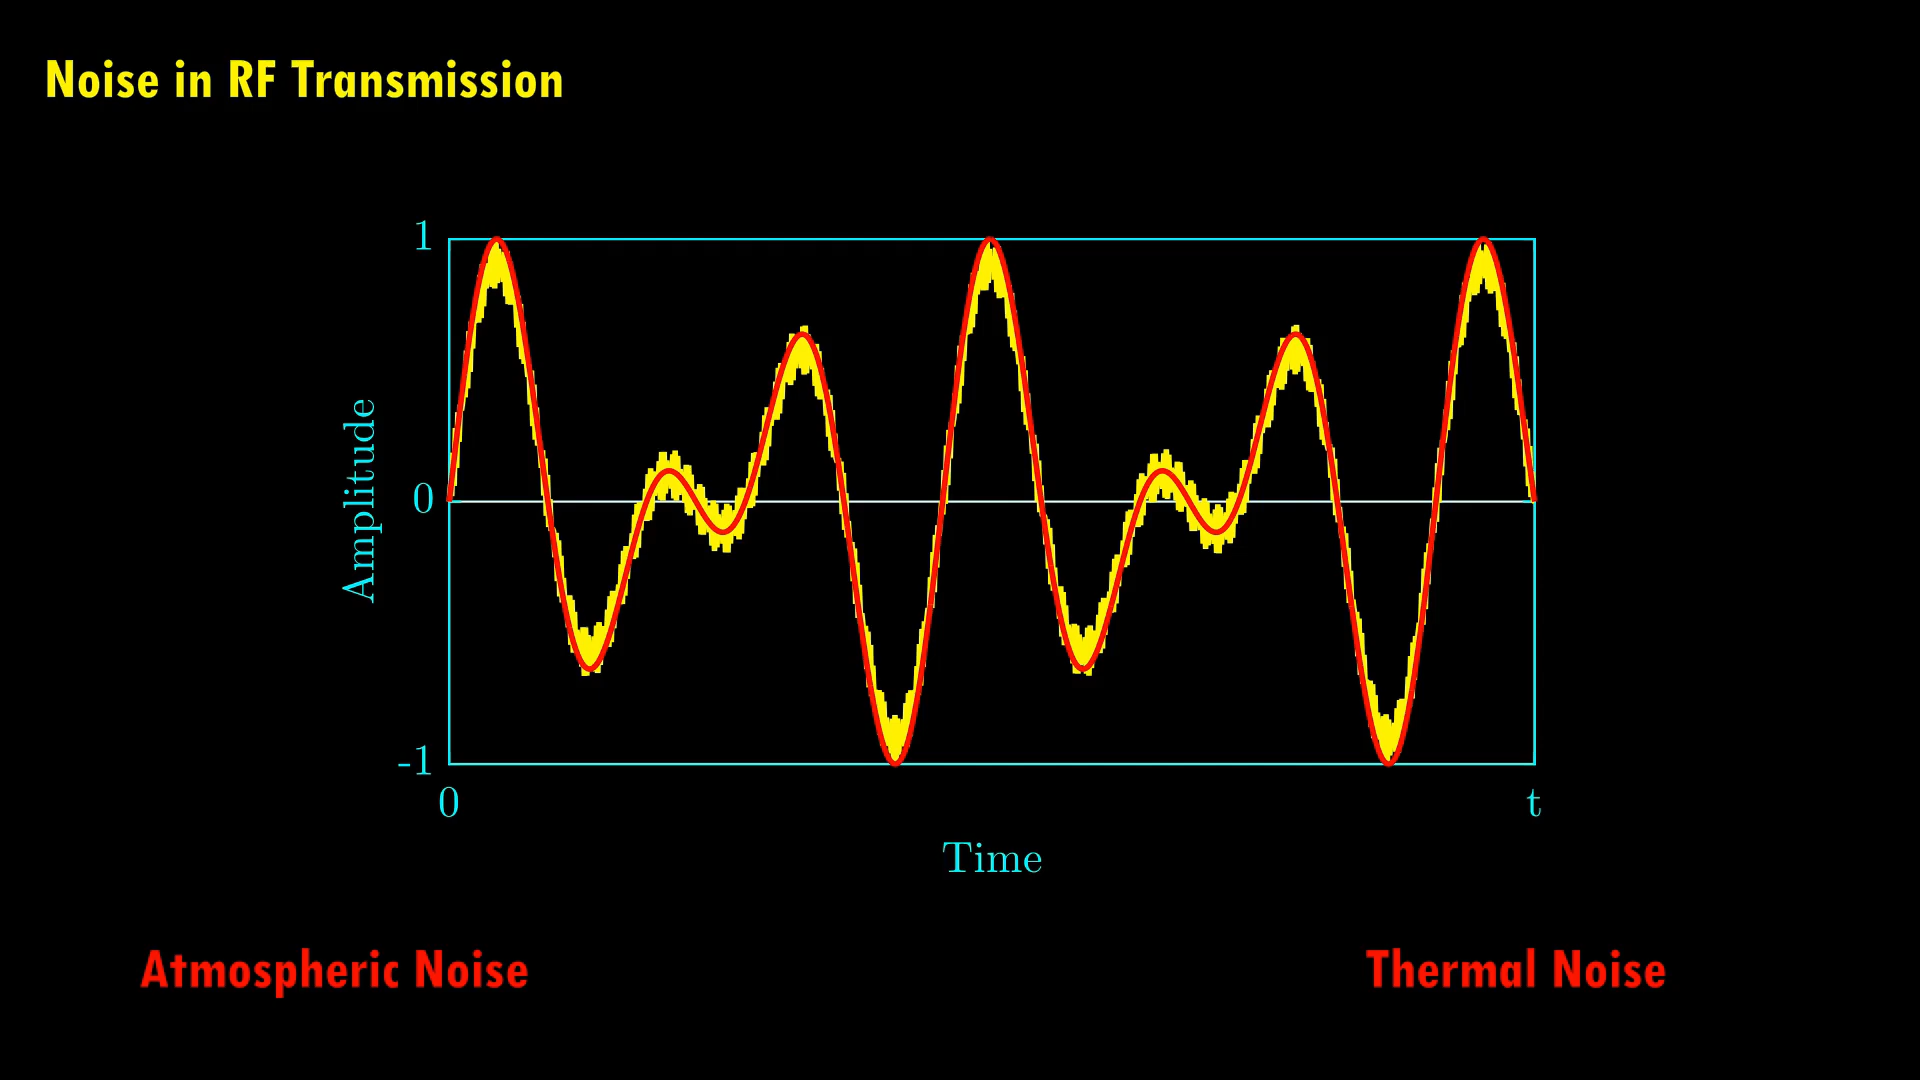 Noise in RF Transmission
1
0
-1
Amplitude
0
t
Time
Atmospheric Noise
Thermal Noise